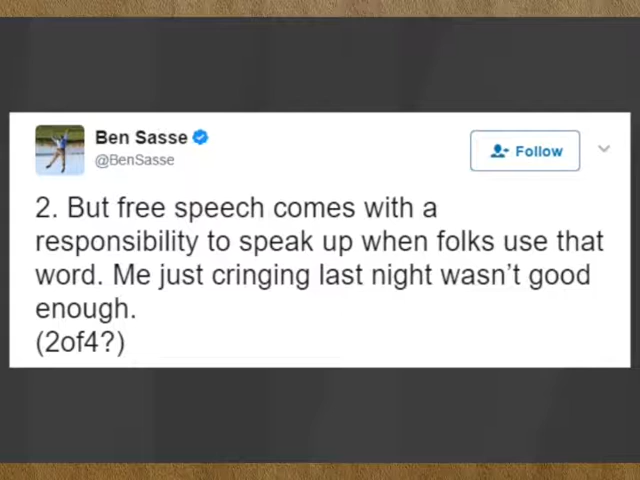 Ben Sasse
@BenSasse
Follow
2. But free speech comes with a
responsibility to speak up when folks use that
word. Me just cringing last night wasn’t good
enough.
(2of4?)